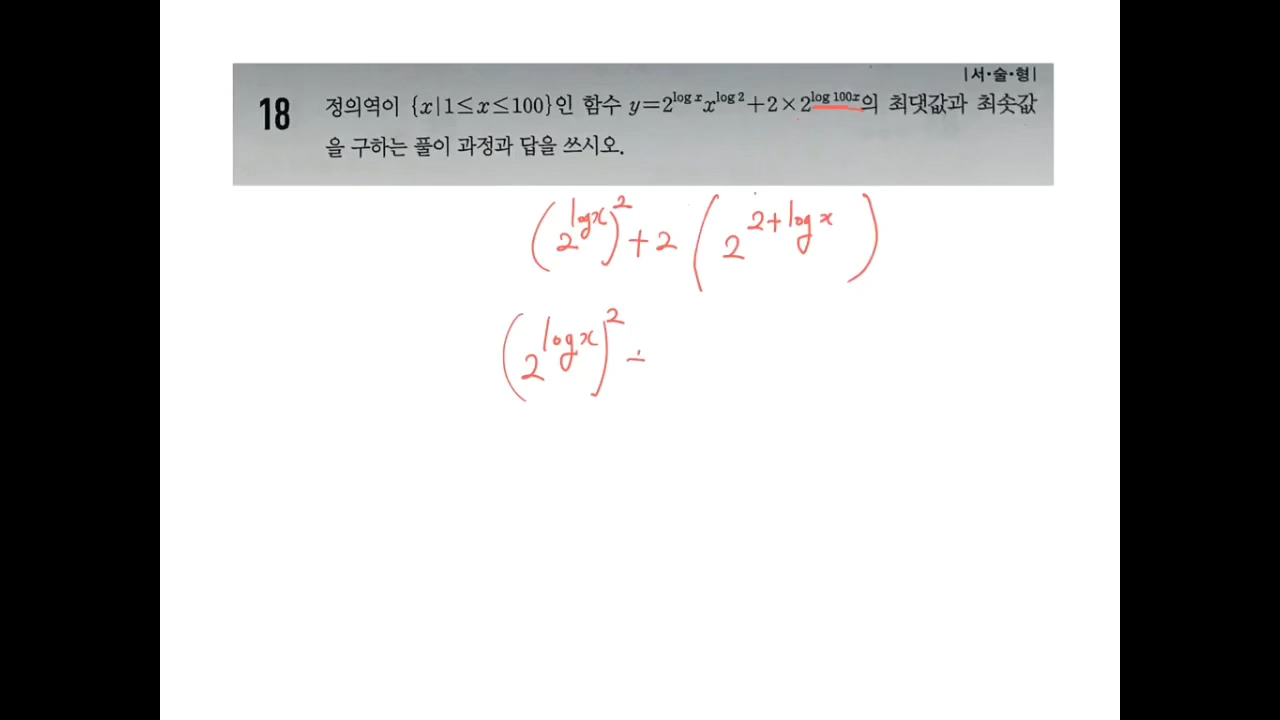 |서·술·형|
18 정의역이 {x|1≤x≤100}인 함수 y=2^{log x}x^{log 2}+2×2^{log 100x}의 최댓값과 최솟값
을 구하는 풀이 과정과 답을 쓰시오.
(2^{log x})^2+2(2^{2+log x})
(2^{log x})^2